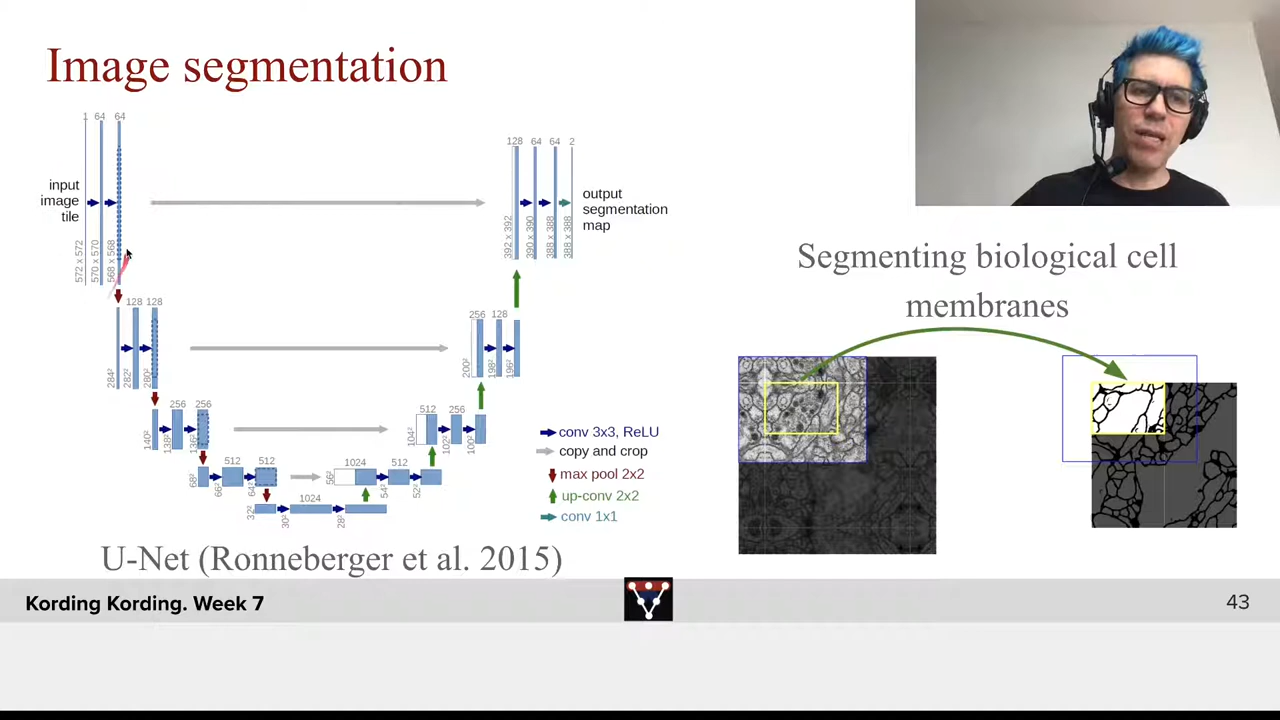 Image segmentation
1 64 64
128 64 64 2
input
image
tile
output
segmentation
map
572 x 572
570 x 570
568 x 568
392 x 392
390 x 390
388 x 388
388 x 388
Segmenting biological cell
membranes
128 128
256 128
284²
282²
280²
200²
198²
196²
256 256
512 256
140²
138²
136²
104²
102²
100²
conv 3x3, ReLU
copy and crop
max pool 2x2
up-conv 2x2
conv 1x1
512 512
1024 512
68²
66²
64²
56²
54²
52²
1024
32²
30²
28²
U-Net (Ronneberger et al. 2015)
Kording Kording. Week 7
43